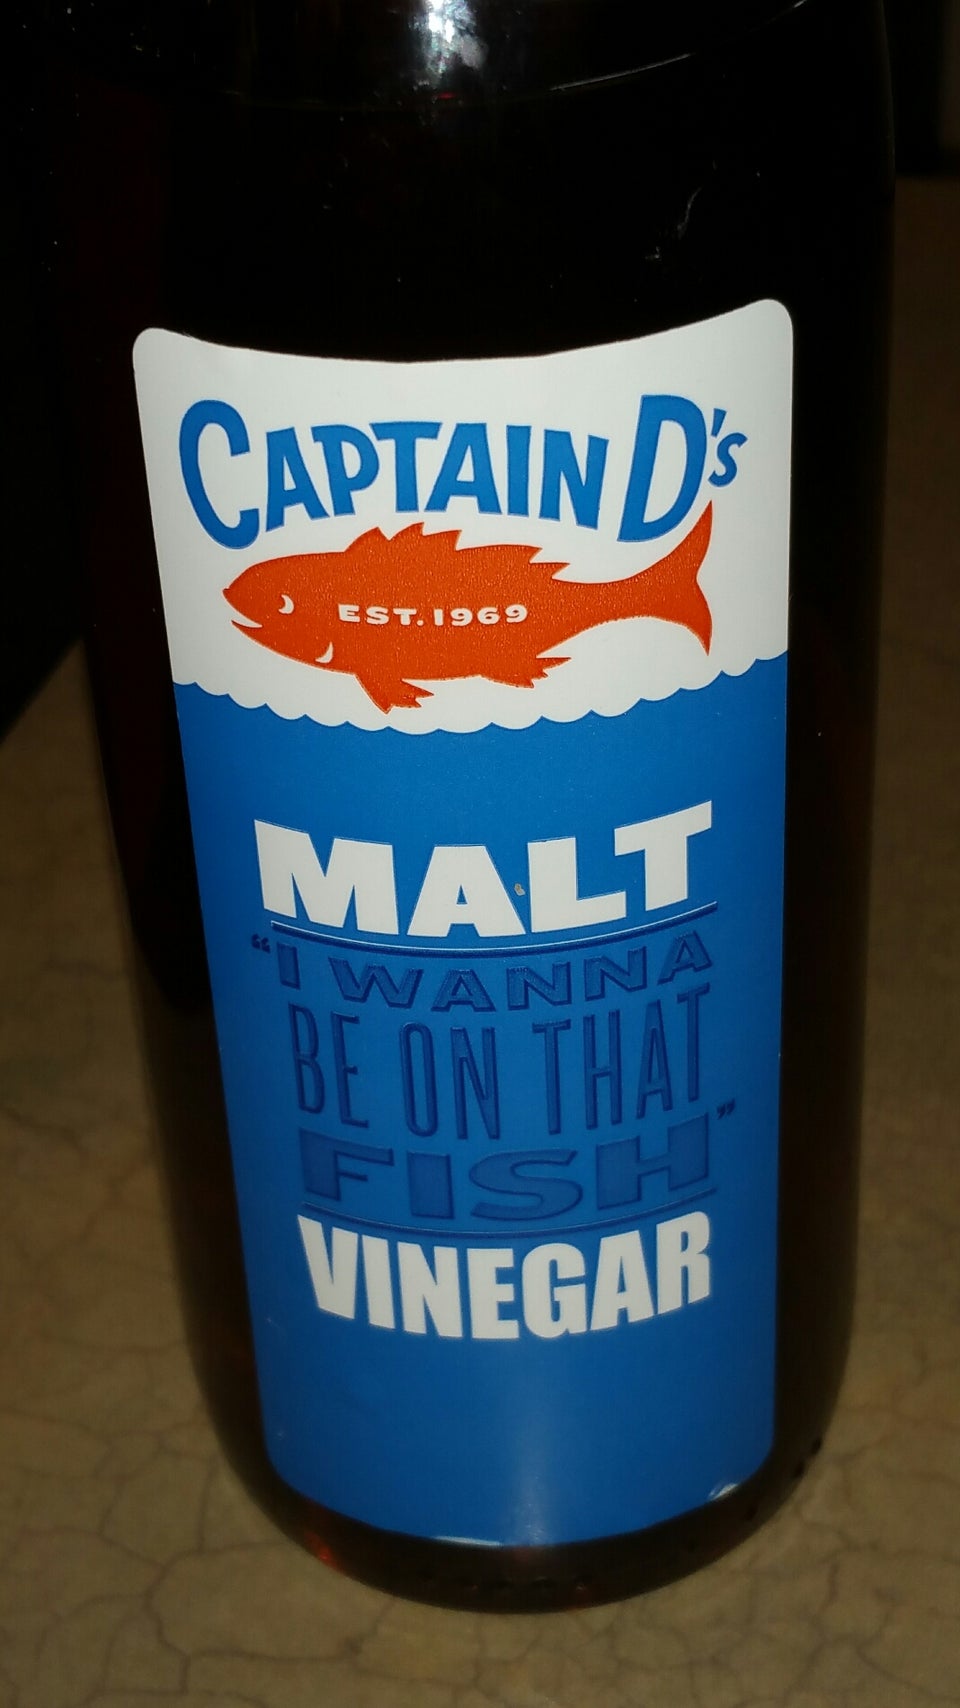 CAPTAIN D's
EST. 1969
MALT
“I WANNA
BE ON THAT
FISH”
VINEGAR